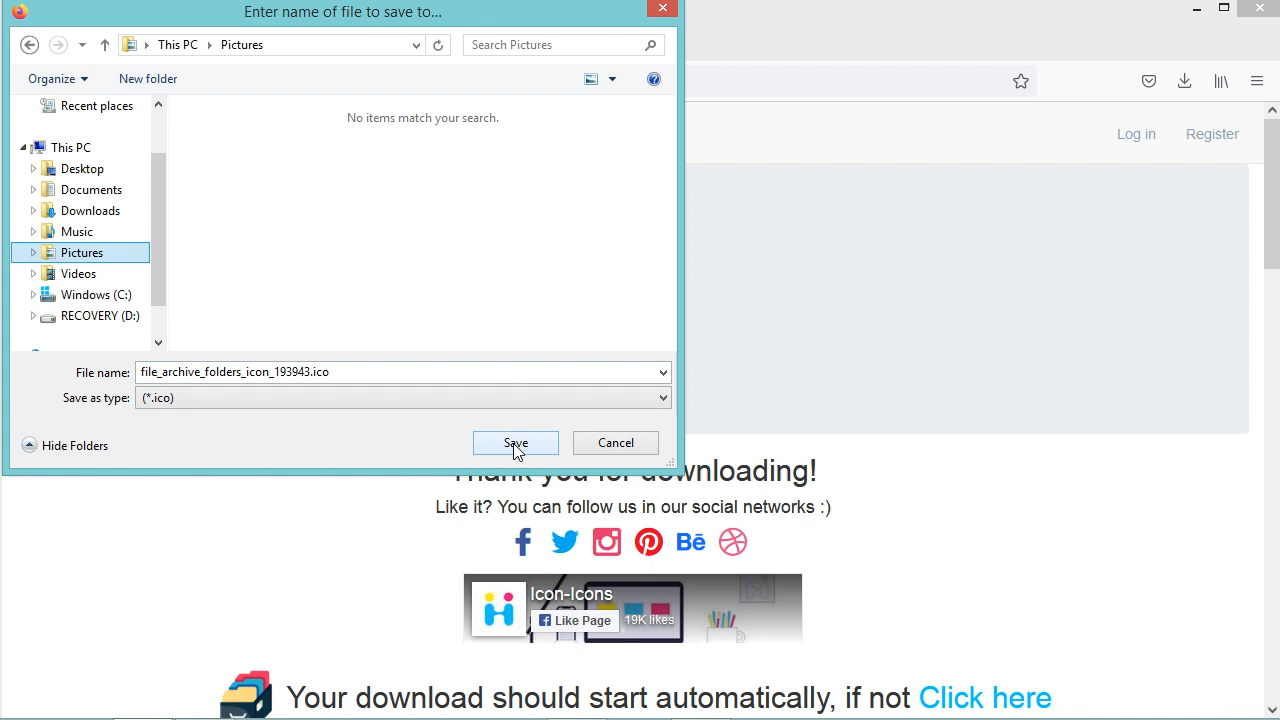 Enter name of file to save to...
This PC
Pictures
Search Pictures
Organize
New folder
Recent places
No items match your search.
This PC
Desktop
Documents
Downloads
Music
Pictures
Videos
Windows (C:)
RECOVERY (D:)
File name: file_archive_folders_icon_193943.ico
Save as type: (*.ico)
Hide Folders
Save
Cancel
Log in
Register
Thank you for downloading!
Like it? You can follow us in our social networks :)
Bē
Icon-Icons
Like Page
19K likes
Your download should start automatically, if not Click here